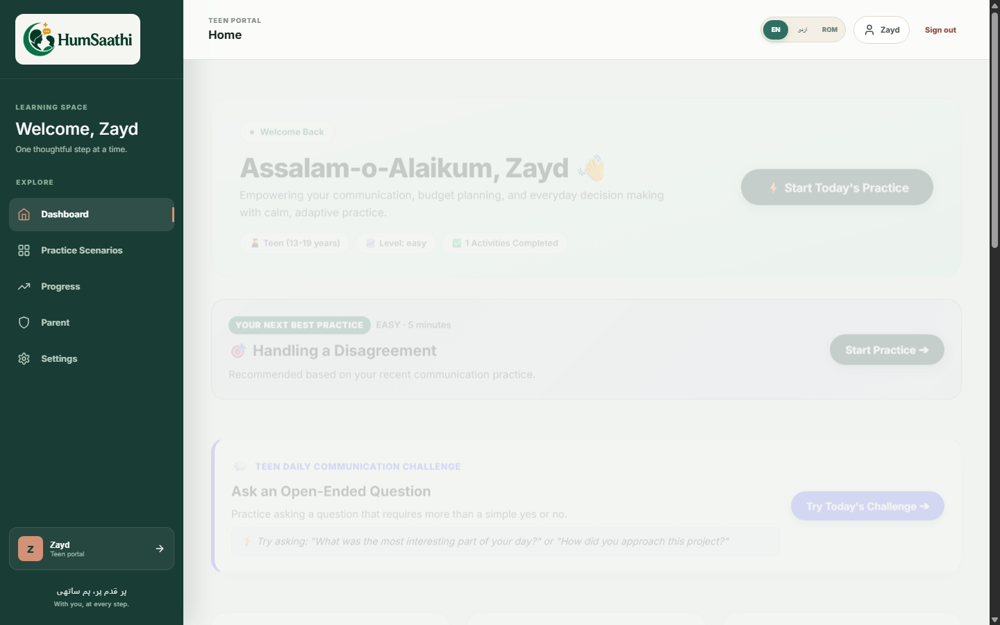 HumSaathi
LEARNING SPACE
Welcome, Zayd
One thoughtful step at a time.
EXPLORE
Dashboard
Practice Scenarios
Progress
Parent
Settings
Z
Zayd
Teen portal
ہر قدم پر، ہم ساتھی
With you, at every step.
TEEN PORTAL
Home
EN
اردو
ROM
Zayd
Sign out
Welcome Back
Assalam-o-Alaikum, Zayd 👋
Empowering your communication, budget planning, and everyday decision making
with calm, adaptive practice.
Teen (13-19 years)
Level: easy
✅ 1 Activities Completed
⚡ Start Today's Practice
YOUR NEXT BEST PRACTICE
EASY · 5 minutes
🎯 Handling a Disagreement
Recommended based on your recent communication practice.
Start Practice ➔
💬 TEEN DAILY COMMUNICATION CHALLENGE
Ask an Open-Ended Question
Practice asking a question that requires more than a simple yes or no.
⚡ Try asking: "What was the most interesting part of your day?" or "How did you approach this project?"
Try Today's Challenge ➔